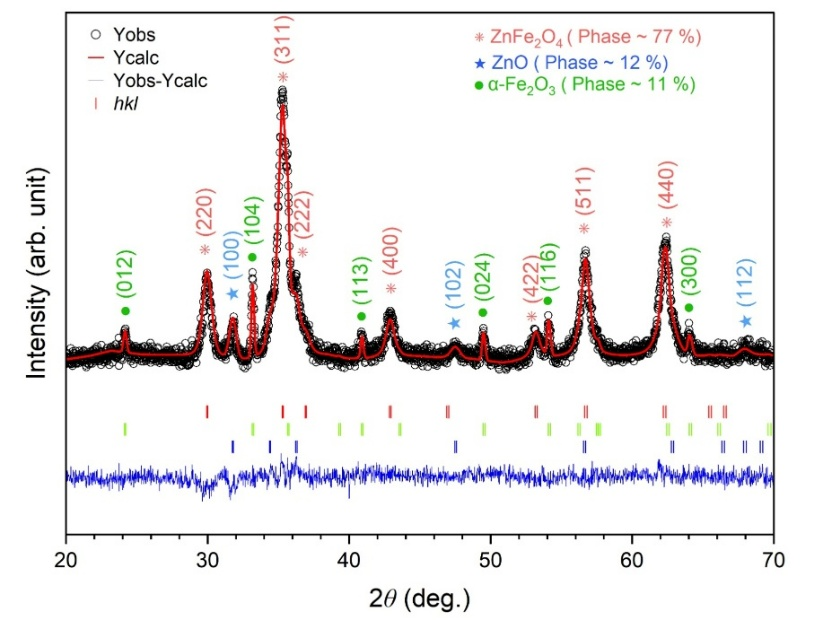 Yobs
Ycalc
Yobs-Ycalc
hkl
ZnFe₂O₄ ( Phase ~ 77 %)
ZnO ( Phase ~ 12 %)
α-Fe₂O₃ ( Phase ~ 11 %)
(012)
(220)
(100)
(104)
(311)
(222)
(113)
(400)
(102)
(024)
(422)
(116)
(511)
(440)
(300)
(112)
Intensity (arb. unit)
20
30
40
50
60
70
2θ (deg.)